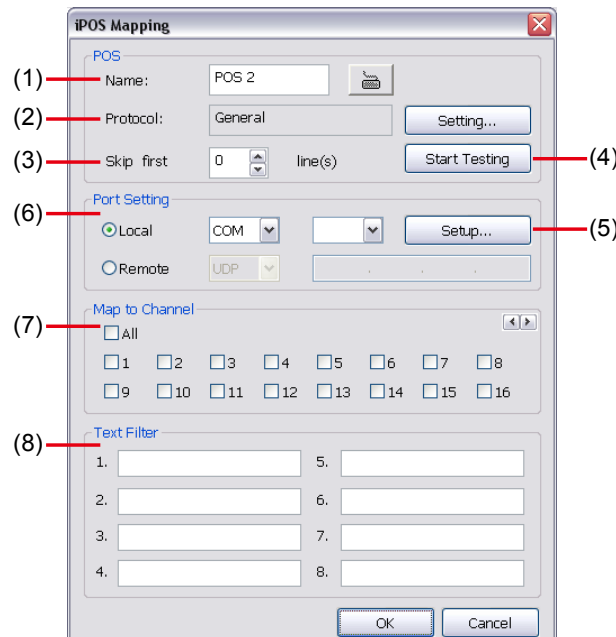 iPOS Mapping
POS
(1) Name: POS 2
(2) Protocol: General Setting...
(3) Skip first 0 line(s) Start Testing (4)
Port Setting
(6) Local COM Setup... (5)
Remote UDP . . .
Map to Channel
(7) All
1 2 3 4 5 6 7 8
9 10 11 12 13 14 15 16
(8) Text Filter
1. 5.
2. 6.
3. 7.
4. 8.
OK Cancel